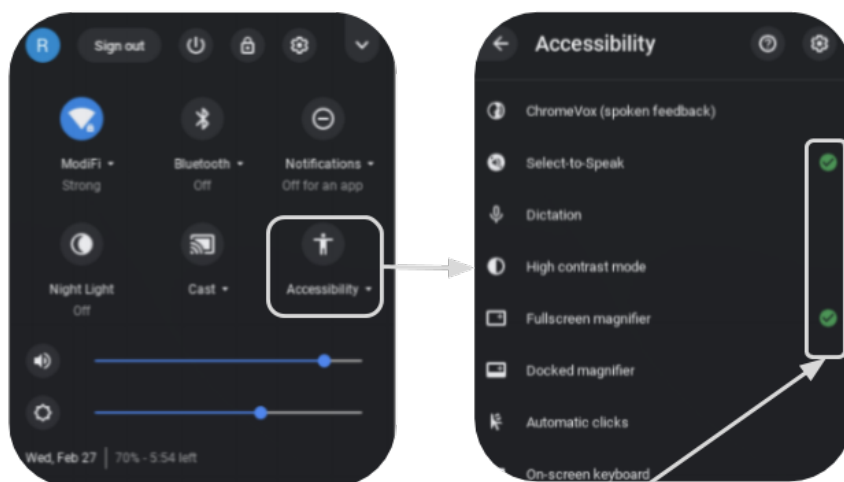 R Sign out
ModiFi
Strong
Bluetooth
Off
Notifications
Off for an app
Night Light
Off
Cast
Accessibility
Wed, Feb 27 | 70% - 5:54 left
Accessibility
ChromeVox (spoken feedback)
Select-to-Speak
Dictation
High contrast mode
Fullscreen magnifier
Docked magnifier
Automatic clicks
On-screen keyboard